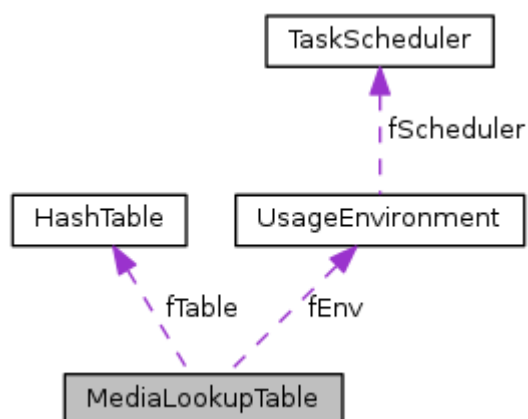 TaskScheduler
fScheduler
HashTable
UsageEnvironment
fTable
fEnv
MediaLookupTable